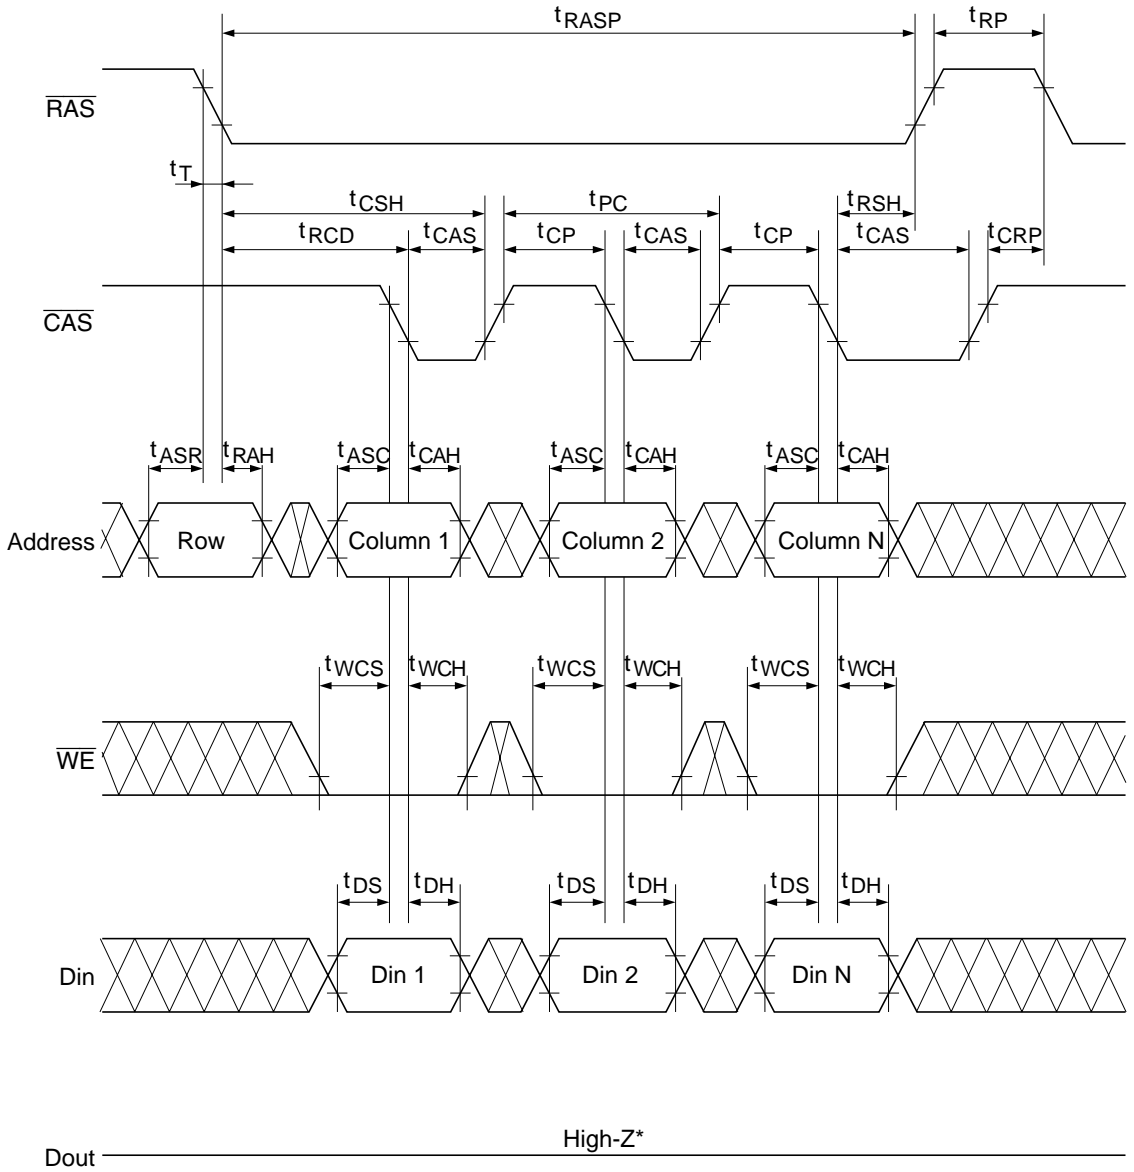 tRASP tRP
RAS
tT
tCSH tPC tRSH
tRCD tCAS tCP tCAS tCP tCAS tCRP
CAS
tASR tRAH tASC tCAH tASC tCAH tASC tCAH
Address Row Column 1 Column 2 Column N
tWCS tWCH tWCS tWCH tWCS tWCH
WE
tDS tDH tDS tDH tDS tDH
Din Din 1 Din 2 Din N
High-Z*
Dout